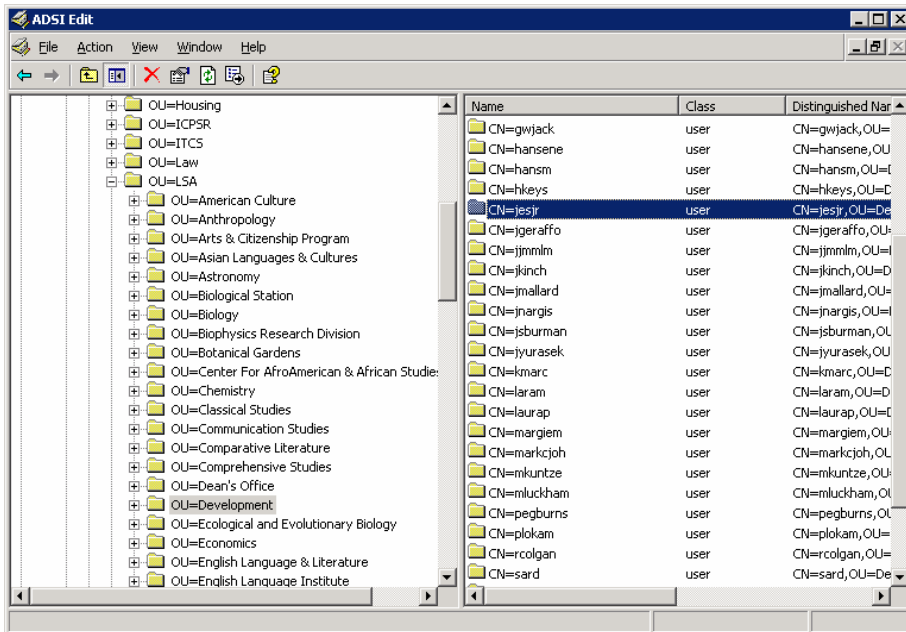 ADSI Edit
File Action View Window Help
OU=Housing
OU=ICPSR
OU=ITCS
OU=Law
OU=LSA
OU=American Culture
OU=Anthropology
OU=Arts & Citizenship Program
OU=Asian Languages & Cultures
OU=Astronomy
OU=Biological Station
OU=Biology
OU=Biophysics Research Division
OU=Botanical Gardens
OU=Center For AfroAmerican & African Studie
OU=Chemistry
OU=Classical Studies
OU=Communication Studies
OU=Comparative Literature
OU=Comprehensive Studies
OU=Dean's Office
OU=Development
OU=Ecological and Evolutionary Biology
OU=Economics
OU=English Language & Literature
OU=English Language Institute
Name Class Distinguished Nar
CN=gwjack user CN=gwjack,OU=
CN=hansene user CN=hansene,OU
CN=hansm user CN=hansm,OU=D
CN=hkeys user CN=hkeys,OU=D
CN=jesjr user CN=jesjr,OU=De
CN=jgeraffo user CN=jgeraffo,OU=
CN=jjmmlm user CN=jjmmlm,OU=
CN=jkinch user CN=jkinch,OU=D
CN=jmallard user CN=jmallard,OU=
CN=jnargis user CN=jnargis,OU=
CN=jsburman user CN=jsburman,OU
CN=jyurasek user CN=jyurasek,OU
CN=kmarc user CN=kmarc,OU=D
CN=laram user CN=laram,OU=D
CN=laurap user CN=laurap,OU=D
CN=margiem user CN=margiem,OU
CN=markcjoh user CN=markcjoh,OU
CN=mkuntze user CN=mkuntze,OU
CN=mluckham user CN=mluckham,OU
CN=pegburns user CN=pegburns,OU
CN=plokam user CN=plokam,OU=
CN=rcolgan user CN=rcolgan,OU=
CN=sard user CN=sard,OU=De